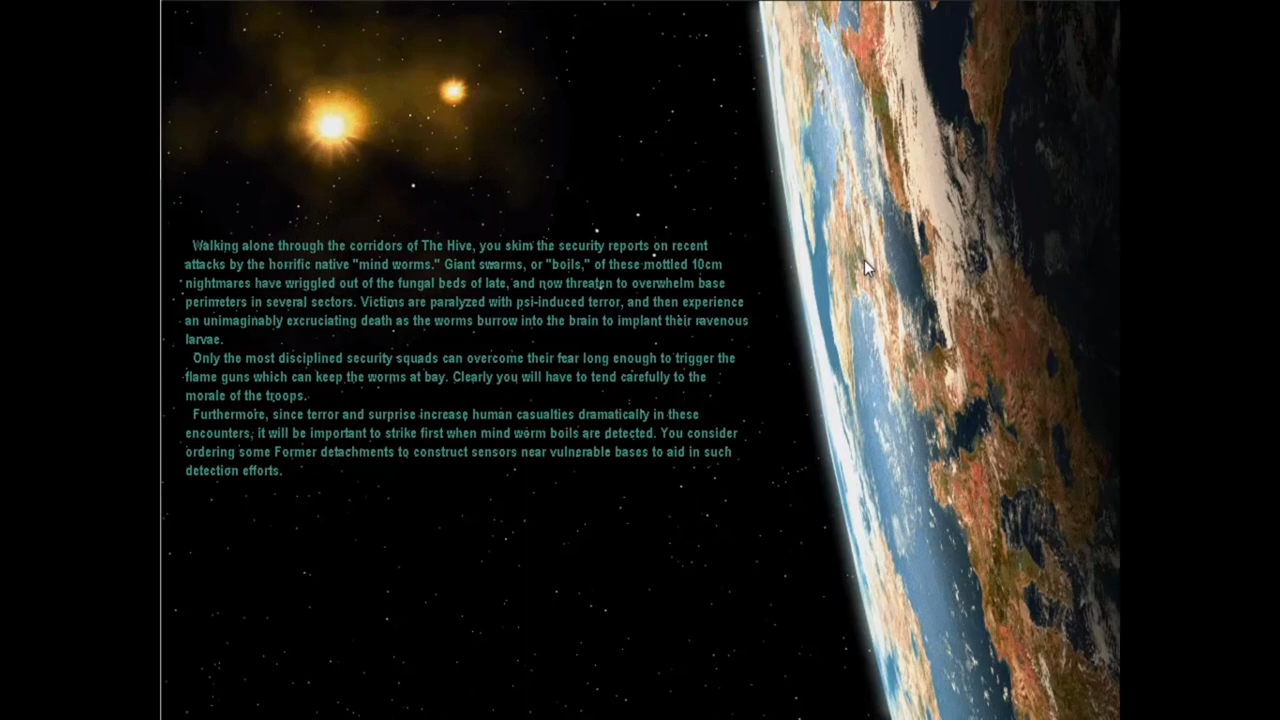 Walking alone through the corridors of The Hive, you skim the security reports on recent
attacks by the horrific native "mind worms." Giant swarms, or "boils," of these mottled 10cm
nightmares have wriggled out of the fungal beds of late, and now threaten to overwhelm base
perimeters in several sectors. Victims are paralyzed with psi-induced terror, and then experience
an unimaginably excruciating death as the worms burrow into the brain to implant their ravenous
larvae.
Only the most disciplined security squads can overcome their fear long enough to trigger the
flame guns which can keep the worms at bay. Clearly you will have to tend carefully to the
morale of the troops.
Furthermore, since terror and surprise increase human casualties dramatically in these
encounters, it will be important to strike first when mind worm boils are detected. You consider
ordering some Former detachments to construct sensors near vulnerable bases to aid in such
detection efforts.